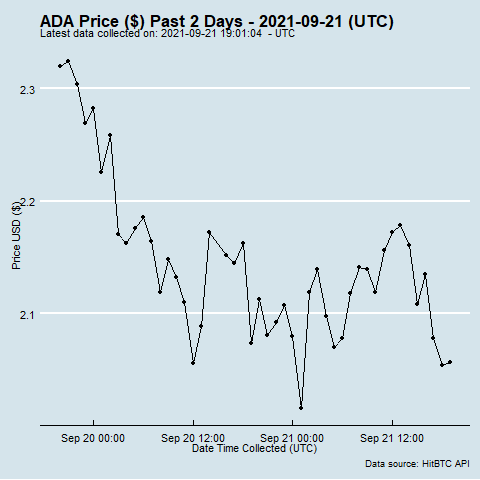 ADA Price ($) Past 2 Days - 2021-09-21 (UTC)
Latest data collected on: 2021-09-21 19:01:04 - UTC
2.3
2.2
Price USD ($)
2.1
Sep 20 00:00 Sep 20 12:00 Sep 21 00:00 Sep 21 12:00
Date Time Collected (UTC)
Data source: HitBTC API